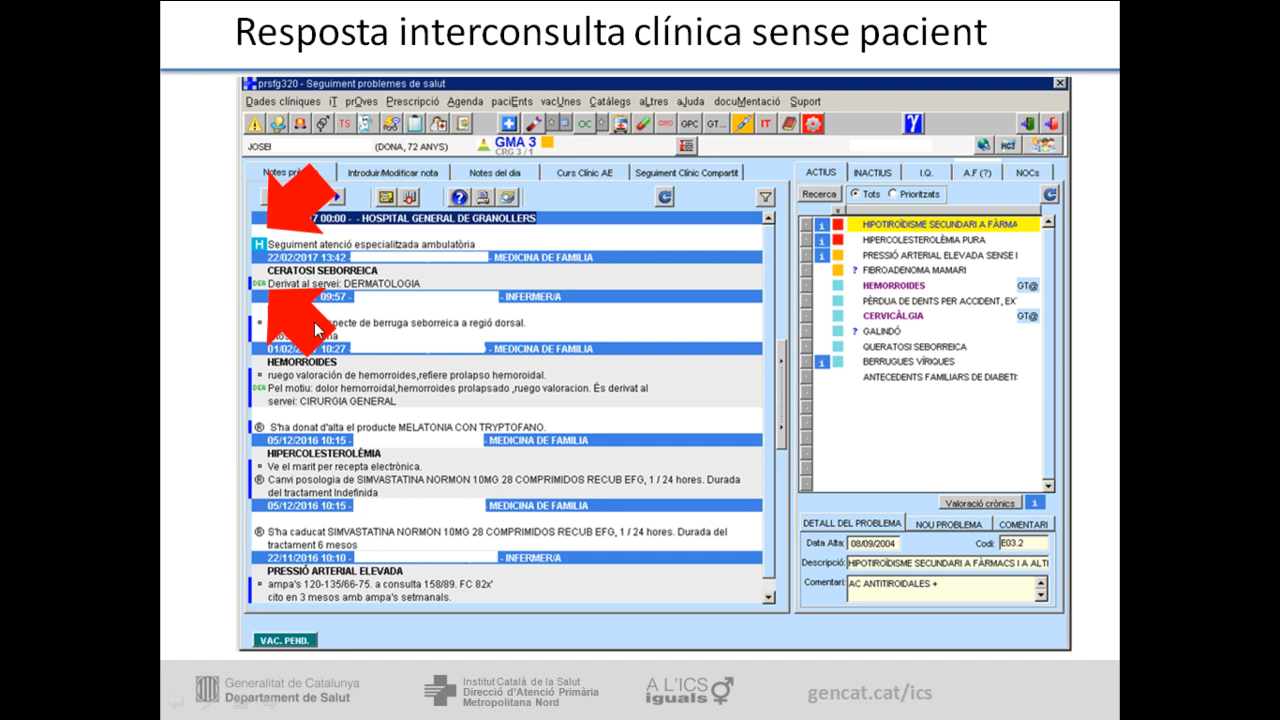 Resposta interconsulta clínica sense pacient
prsfg320 - Seguiment problemes de salut
Dades clíniques iT prOves Prescripció Agenda paciEnts vacUnes Catàlegs aLtres aJuda docuMentació Suport
TS OC ORD GPC GT... IT γ HC3
JOSEI (DONA, 72 ANYS) GMA 3
CRG 3 / 1
Introduir/Modificar nota Notes del dia Curs Clínic AE Seguiment Clínic Compartit
00:00 - - HOSPITAL GENERAL DE GRANOLLERS
H Seguiment atenció especialitzada ambulatòria
22/02/2017 13:42 - - MEDICINA DE FAMILIA
CERATOSI SEBORREICA
DER Derivat al servei: DERMATOLOGIA
09:57 - - INFERMER/A
de berruga seborreica a regió dorsal.
10:27 - MEDICINA DE FAMILIA
HEMORROIDES
ruego valoración de hemorroides,refiere prolapso hemoroidal.
DER Pel motiu: dolor hemorroidal,hemorroides prolapsado ,ruego valoracion. És derivat al
servei: CIRURGIA GENERAL
® S'ha donat d'alta el producte MELATONIA CON TRYPTOFANO.
05/12/2016 10:15 - - MEDICINA DE FAMILIA
HIPERCOLESTEROLÈMIA
Ve el marit per recepta electrònica.
® Canvi posologia de SIMVASTATINA NORMON 10MG 28 COMPRIMIDOS RECUB EFG, 1 / 24 hores. Durada
del tractament Indefinida
05/12/2016 10:15 - - MEDICINA DE FAMILIA
® S'ha caducat SIMVASTATINA NORMON 10MG 28 COMPRIMIDOS RECUB EFG, 1 / 24 hores. Durada del
tractament 6 mesos
22/11/2016 10:10 - - INFERMER/A
PRESSIÓ ARTERIAL ELEVADA
ampa's 120-135/66-75. a consulta 158/89. FC 82x'
cito en 3 mesos amb ampa's setmanals.
VAC. PEND.
ACTIUS INACTIUS I.Q. A.F (?) NOCs
Recerca Tots Prioritzats
HIPOTIROÏDISME SECUNDARI A FÀRMA
HIPERCOLESTEROLÈMIA PURA
PRESSIÓ ARTERIAL ELEVADA SENSE
? FIBROADENOMA MAMARI
HEMORROIDES GT@
PÈRDUA DE DENTS PER ACCIDENT, EX
CERVICÀLGIA GT@
? GALINDÓ
QUERATOSI SEBORREICA
BERRUGUES VÍRIQUES
ANTECEDENTS FAMILIARS DE DIABETI
Valoració crònics i
DETALL DEL PROBLEMA NOU PROBLEMA COMENTARI
Data Alta: 08/09/2004 Codi: E03.2
Descripció: HIPOTIROÏDISME SECUNDARI A FÀRMACS I A ALTI
Comentari: AC ANTITIROIDALES +
Generalitat de Catalunya
Departament de Salut
Institut Català de la Salut
Direcció d'Atenció Primària
Metropolitana Nord
A L'ICS
iguals
gencat.cat/ics